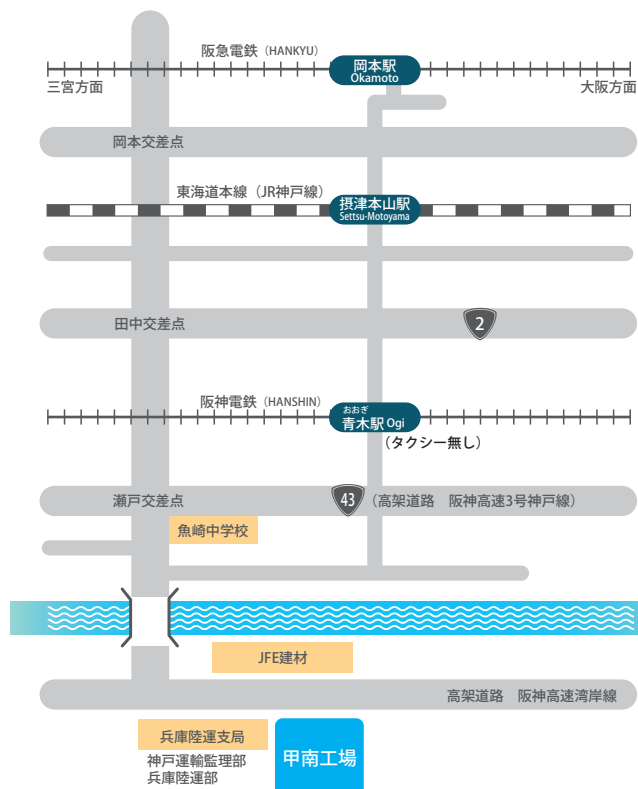 阪急電鉄（HANKYU）
岡本駅
Okamoto
三宮方面
大阪方面
岡本交差点
東海道本線（JR神戸線）
摂津本山駅
Settsu-Motoyama
田中交差点
2
阪神電鉄（HANSHIN）
おおぎ
青木駅 Ogi
（タクシー無し）
瀬戸交差点
43
（高架道路　阪神高速3号神戸線）
魚崎中学校
JFE建材
高架道路　阪神高速湾岸線
兵庫陸運支局
神戸運輸監理部
兵庫陸運部
甲南工場